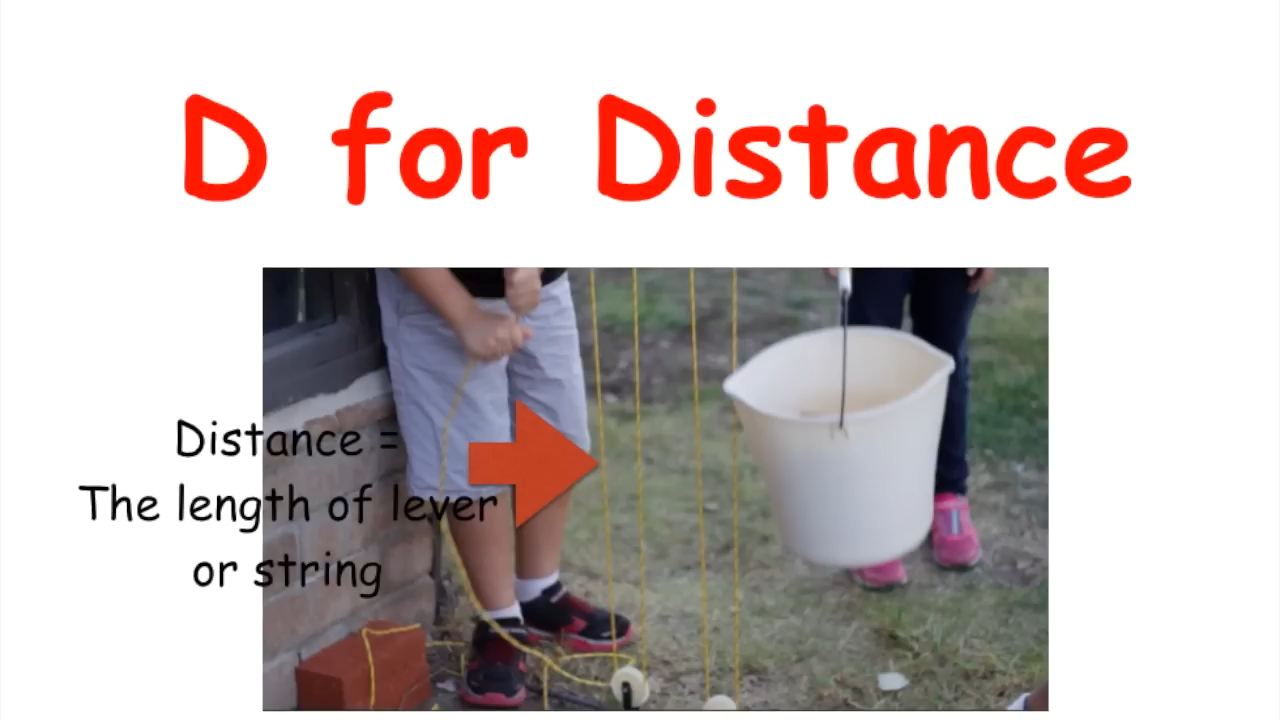 D for Distance
Distance =
The length of lever
or string